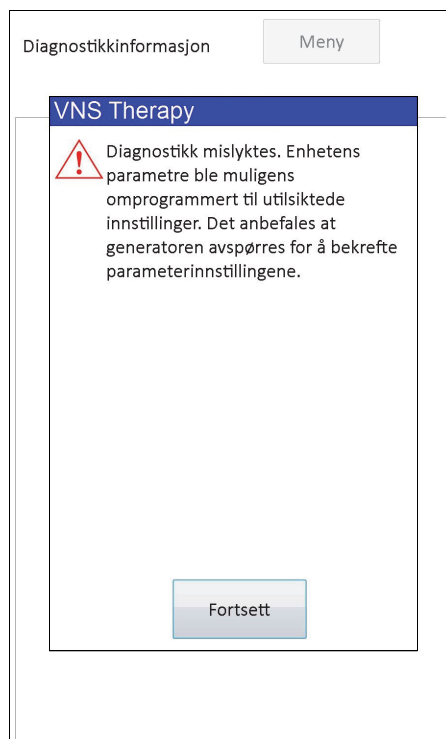 Diagnostikkinformasjon
Meny
VNS Therapy
Diagnostikk mislyktes. Enhetens
parametre ble muligens
omprogrammert til utilsiktede
innstillinger. Det anbefales at
generatoren avspørres for å bekrefte
parameterinnstillingene.
Fortsett